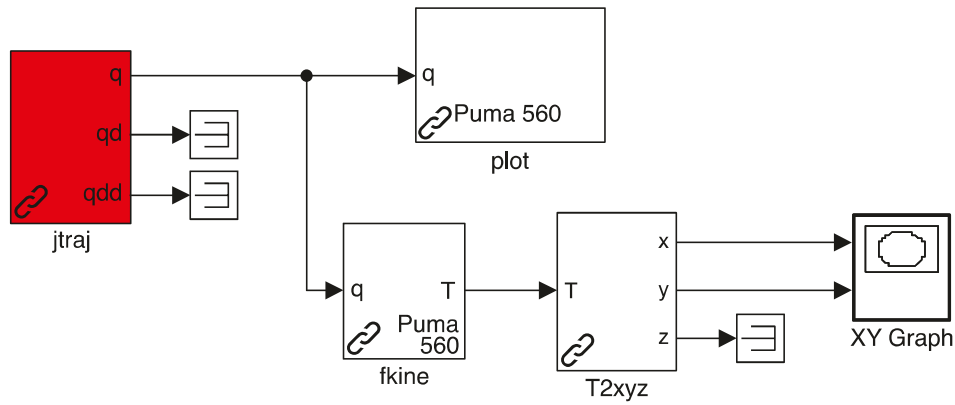 q
qd
qdd
jtraj
q
Puma 560
plot
q
T
Puma
560
fkine
T
x
y
z
T2xyz
XY Graph